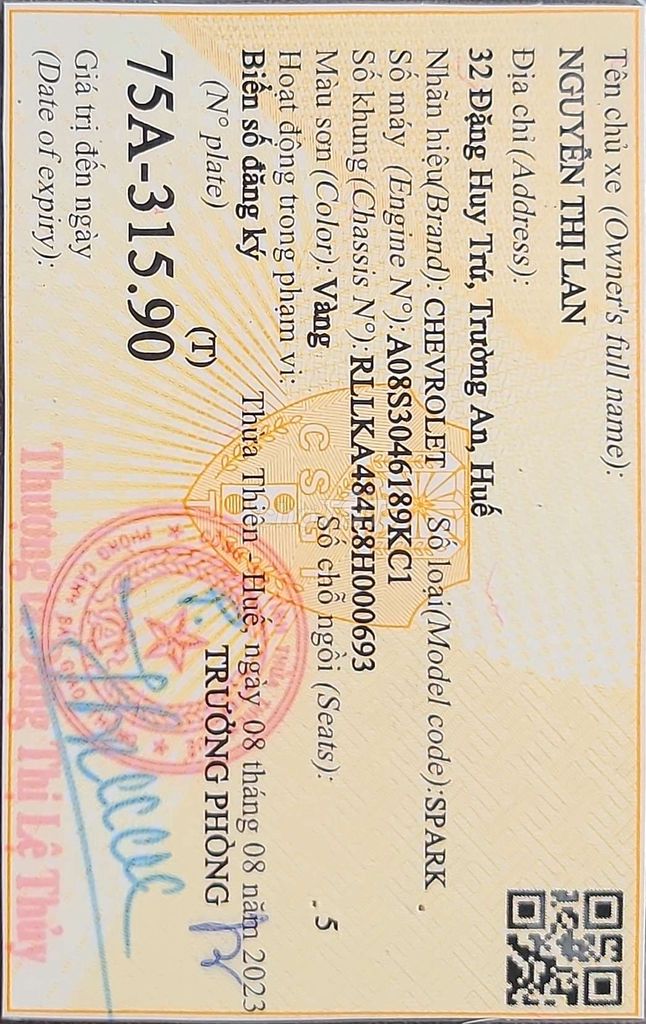 Tên chủ xe (Owner's full name):
NGUYỄN THỊ LAN
Địa chỉ (Address):
32 Đặng Huy Trứ, Trường An, Huế
Nhãn hiệu(Brand): CHEVROLET Số loại(Model code):SPARK
Số máy (Engine N°):A08S3046189KC1
Số khung(Chassis N°):RLLKA484E8H000693
Màu sơn(Color): Vàng Số chỗ ngồi (Seats): 5
Hoạt động trong phạm vi:
Biển số đăng ký
(N° plate)
75A-315.90
(T)
Giá trị đến ngày
(Date of expiry):
Thừa Thiên - Huế, ngày 08 tháng 08 năm 2023
TRƯỞNG PHÒNG
CSGT
Thượng tá Đặng Thị Lệ Thủy